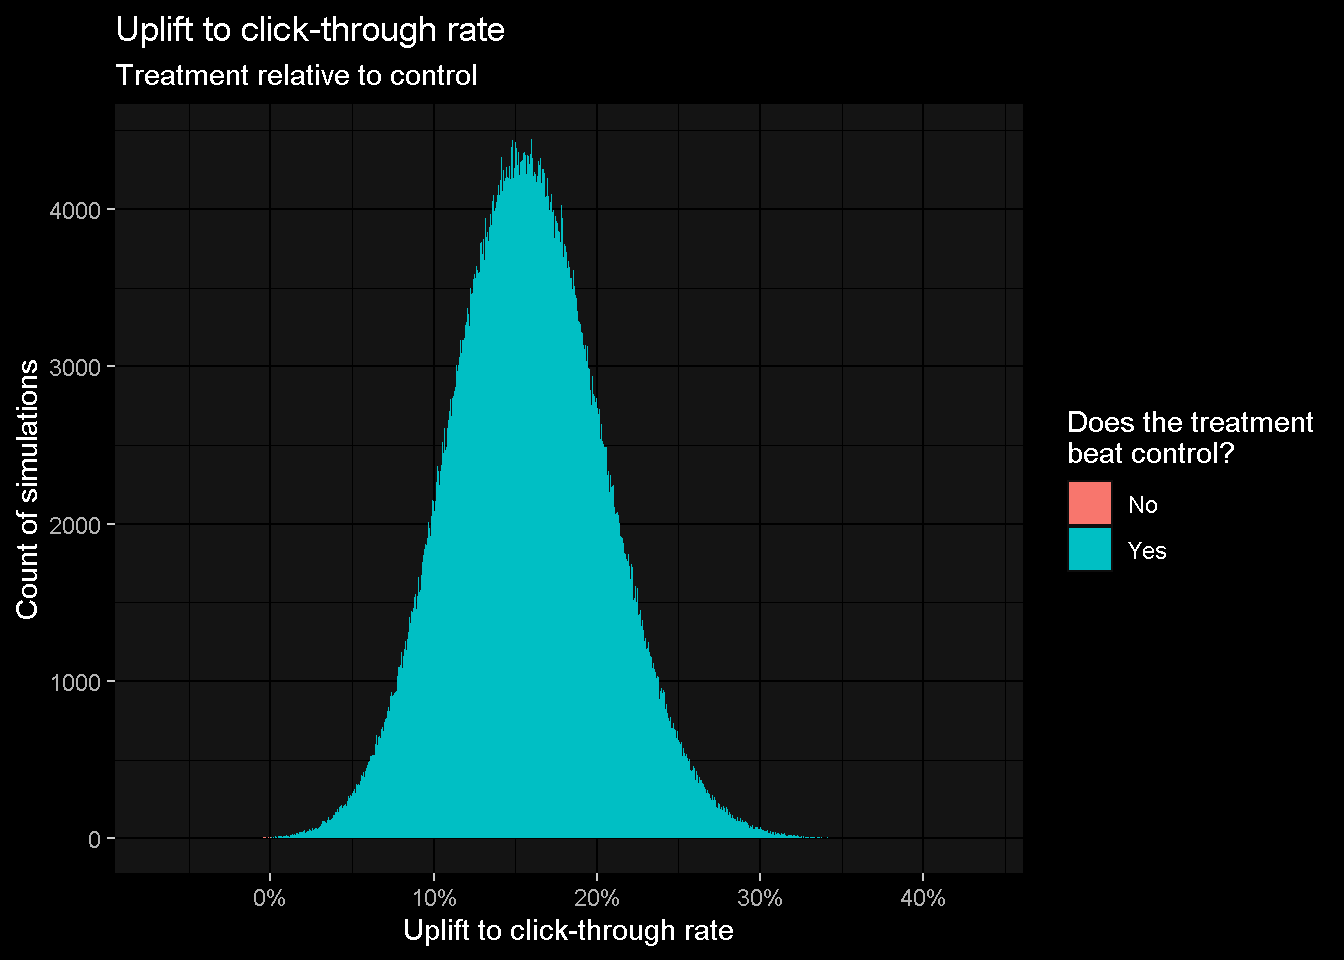 Uplift to click-through rate
Treatment relative to control
Count of simulations
4000
3000
2000
1000
0
0%
10%
20%
30%
40%
Uplift to click-through rate
Does the treatment
beat control?
No
Yes